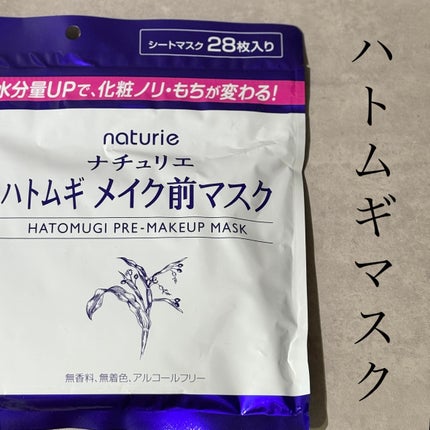 シートマスク 28枚入り
水分量UPで、化粧ノリ・もちが変わる!
naturie
ナチュリエ
ハトムギ メイク前マスク
HATOMUGI PRE-MAKEUP MASK
無香料、無着色、アルコールフリー
ハトムギマスク